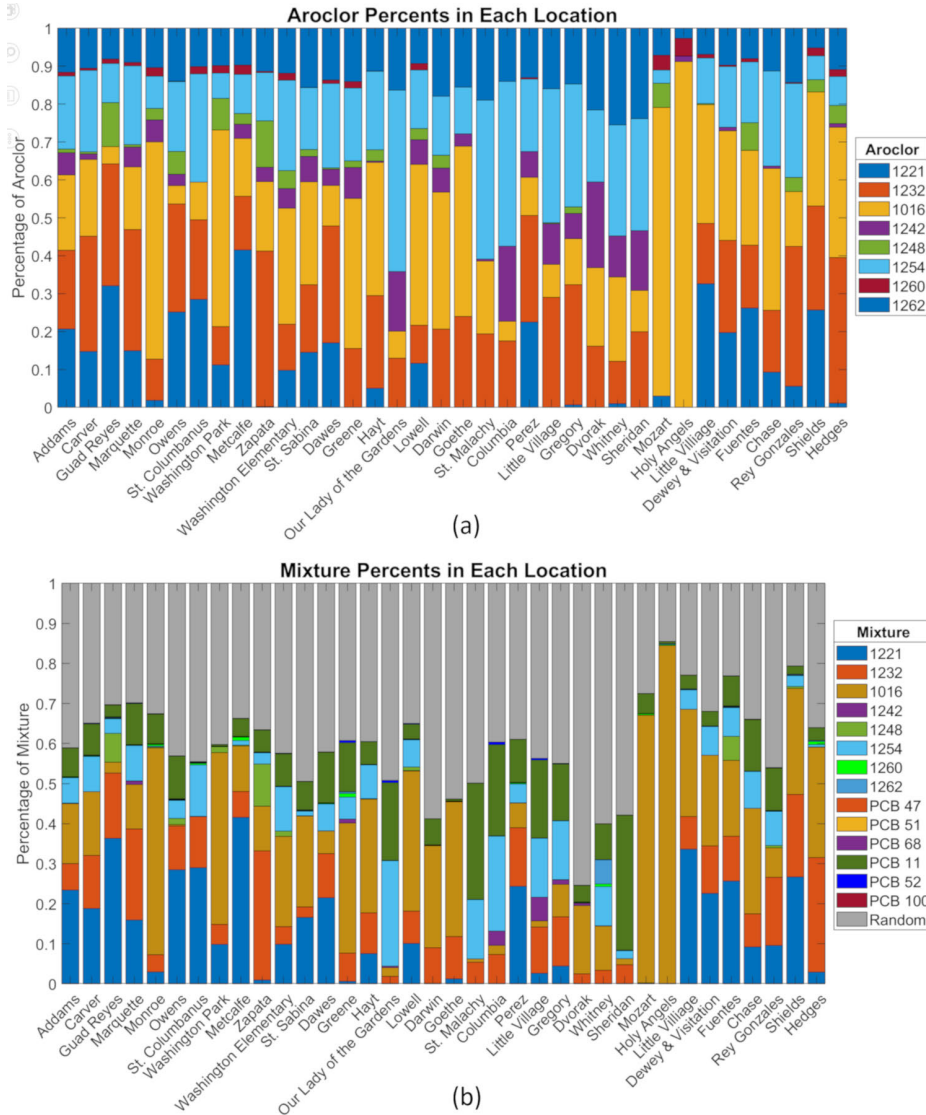 Aroclor Percents in Each Location
Percentage of Aroclor
1
0.9
0.8
0.7
0.6
0.5
0.4
0.3
0.2
0.1
0
Addams
Carver
Guad Reyes
Marquette
Monroe
Owens
St. Columbanus
Washington Park
Metcalfe
Zapata
Washington Elementary
St. Sabina
Dawes
Greene
Hayt
Our Lady of the Gardens
Lowell
Darwin
Goethe
St. Malachy
Columbia
Perez
Little Village
Gregory
Dvorak
Whitney
Sheridan
Mozart
Holy Angels
Little Villiage
Dewey & Visitation
Fuentes
Chase
Rey Gonzales
Shields
Hedges
Aroclor
1221
1232
1016
1242
1248
1254
1260
1262
(a)
Mixture Percents in Each Location
Percentage of Mixture
1
0.9
0.8
0.7
0.6
0.5
0.4
0.3
0.2
0.1
0
Addams
Carver
Guad Reyes
Marquette
Monroe
Owens
St. Columbanus
Washington Park
Metcalfe
Zapata
Washington Elementary
St. Sabina
Dawes
Greene
Hayt
Our Lady of the Gardens
Lowell
Darwin
Goethe
St. Malachy
Columbia
Perez
Little Village
Gregory
Dvorak
Whitney
Sheridan
Mozart
Holy Angels
Little Villiage
Dewey & Visitation
Fuentes
Chase
Rey Gonzales
Shields
Hedges
Mixture
1221
1232
1016
1242
1248
1254
1260
1262
PCB 47
PCB 51
PCB 68
PCB 11
PCB 52
PCB 100
Random
(b)